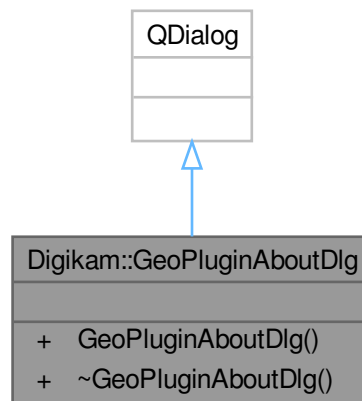 QDialog
Digikam::GeoPluginAboutDlg
+ GeoPluginAboutDlg()
+ ~GeoPluginAboutDlg()